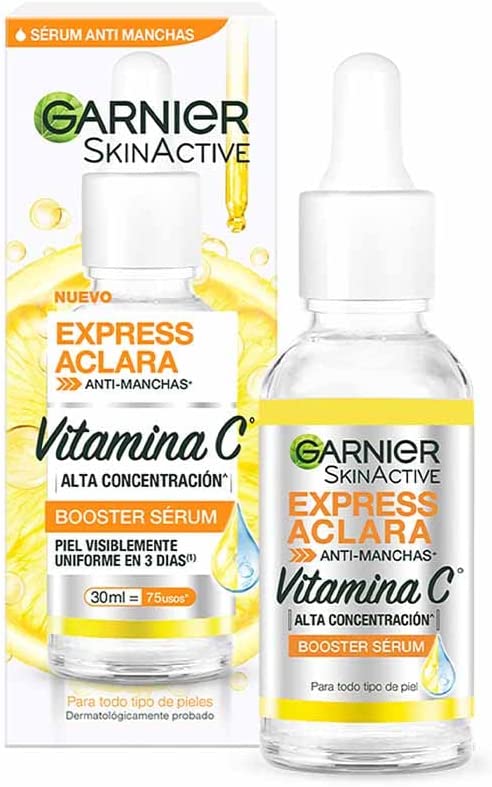 SÉRUM ANTI MANCHAS
GARNIER
SKINACTIVE
NUEVO
EXPRESS
ACLARA
ANTI-MANCHAS*
Vitamina C°
ALTA CONCENTRACIÓN^
BOOSTER SÉRUM
PIEL VISIBLEMENTE
UNIFORME EN 3 DÍAS(1)
30ml = 75usos*
Para todo tipo de pieles
Dermatológicamente probado
GARNIER
SKINACTIVE
EXPRESS
ACLARA
ANTI-MANCHAS*
Vitamina C°
ALTA CONCENTRACIÓN^
BOOSTER SÉRUM
Para todo tipo de piel